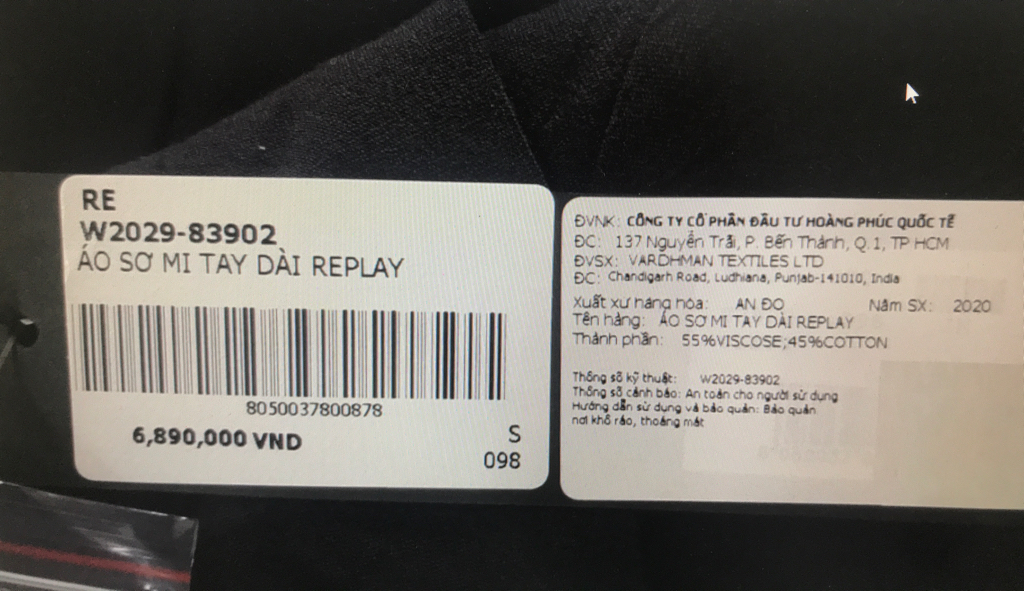 RE
W2029-83902
ÁO SƠ MI TAY DÀI REPLAY
8050037800878
6,890,000 VND
S
098
ĐVNK: CÔNG TY CỔ PHẦN ĐẦU TƯ HOÀNG PHÚC QUỐC TẾ
ĐC: 137 Nguyễn Trãi, P. Bến Thành, Q.1, TP HCM
ĐVSX: VARDHMAN TEXTILES LTD
ĐC: Chandigarh Road, Ludhiana, Punjab-141010, India
Xuất xứ hàng hóa: ẤN ĐỘ Năm SX: 2020
Tên hàng: ÁO SƠ MI TAY DÀI REPLAY
Thành phần: 55%VISCOSE;45%COTTON
Thông số kỹ thuật: W2029-83902
Thông số cảnh báo: An toàn cho người sử dụng
Hướng dẫn sử dụng và bảo quản: Bảo quản
nơi khô ráo, thoáng mát